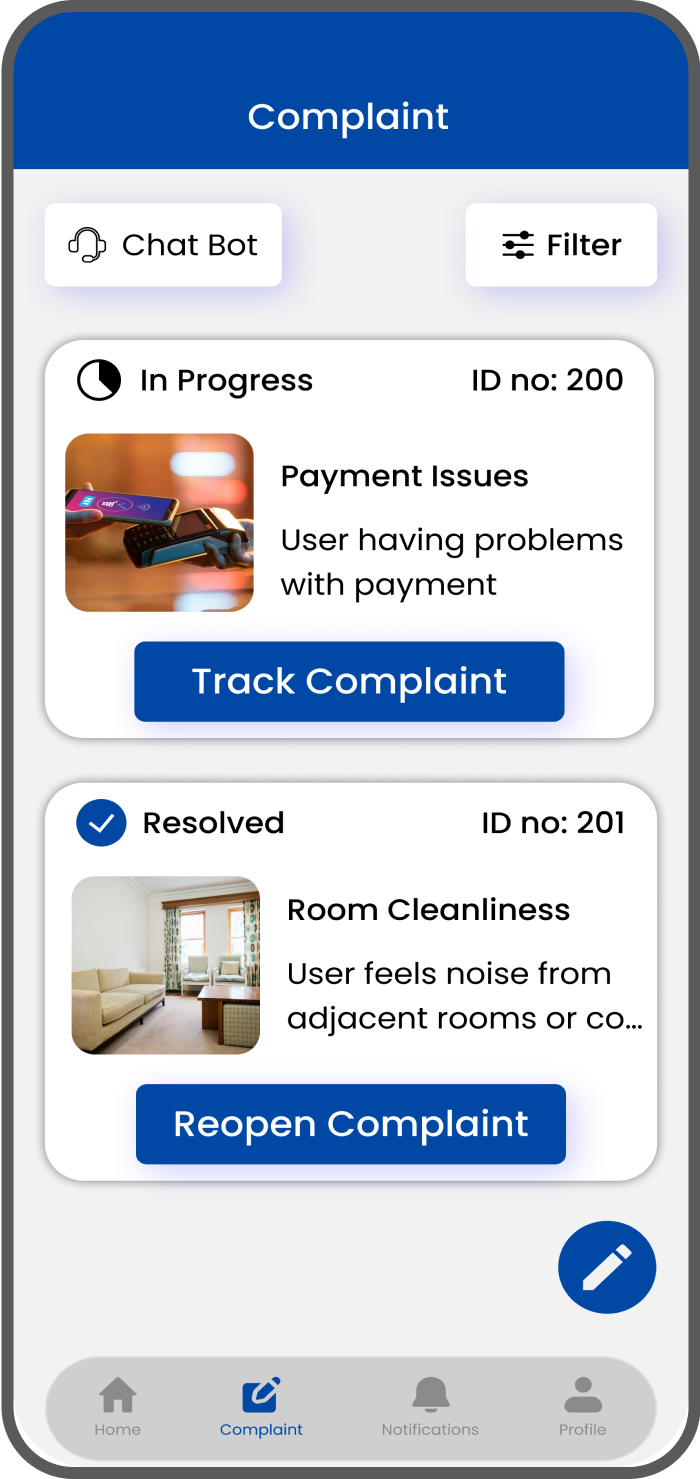 Complaint
Chat Bot
Filter
In Progress
ID no: 200
Payment Issues
User having problems
with payment
Track Complaint
Resolved
ID no: 201
Room Cleanliness
User feels noise from
adjacent rooms or co...
Reopen Complaint
Home
Complaint
Notifications
Profile